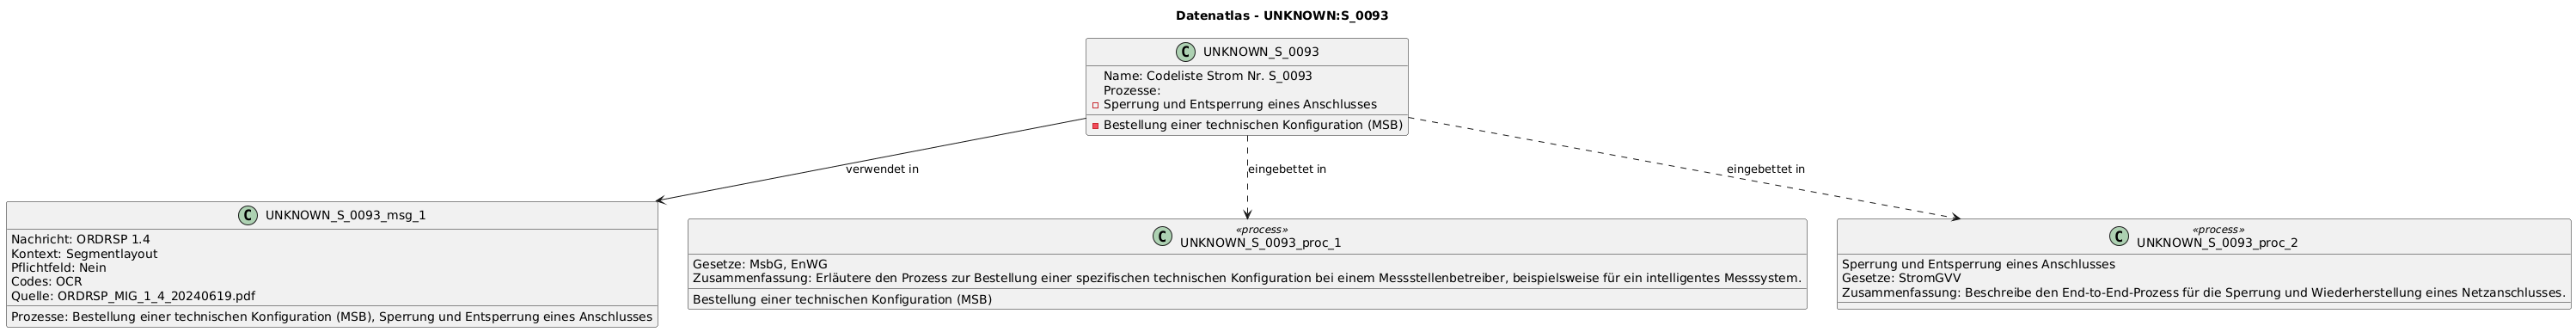 Datenatlas - UNKNOWN:S_0093
C UNKNOWN_S_0093
Name: Codeliste Strom Nr. S_0093
Prozesse:
Sperrung und Entsperrung eines Anschlusses
Bestellung einer technischen Konfiguration (MSB)
verwendet in
eingebettet in
eingebettet in
C UNKNOWN_S_0093_msg_1
Nachricht: ORDRSP 1.4
Kontext: Segmentlayout
Pflichtfeld: Nein
Codes: OCR
Quelle: ORDRSP_MIG_1_4_20240619.pdf
Prozesse: Bestellung einer technischen Konfiguration (MSB), Sperrung und Entsperrung eines Anschlusses
«process»
C UNKNOWN_S_0093_proc_1
Gesetze: MsbG, EnWG
Zusammenfassung: Erläutere den Prozess zur Bestellung einer spezifischen technischen Konfiguration bei einem Messstellenbetreiber, beispielsweise für ein intelligentes Messsystem.
Bestellung einer technischen Konfiguration (MSB)
«process»
C UNKNOWN_S_0093_proc_2
Sperrung und Entsperrung eines Anschlusses
Gesetze: StromGVV
Zusammenfassung: Beschreibe den End-to-End-Prozess für die Sperrung und Wiederherstellung eines Netzanschlusses.